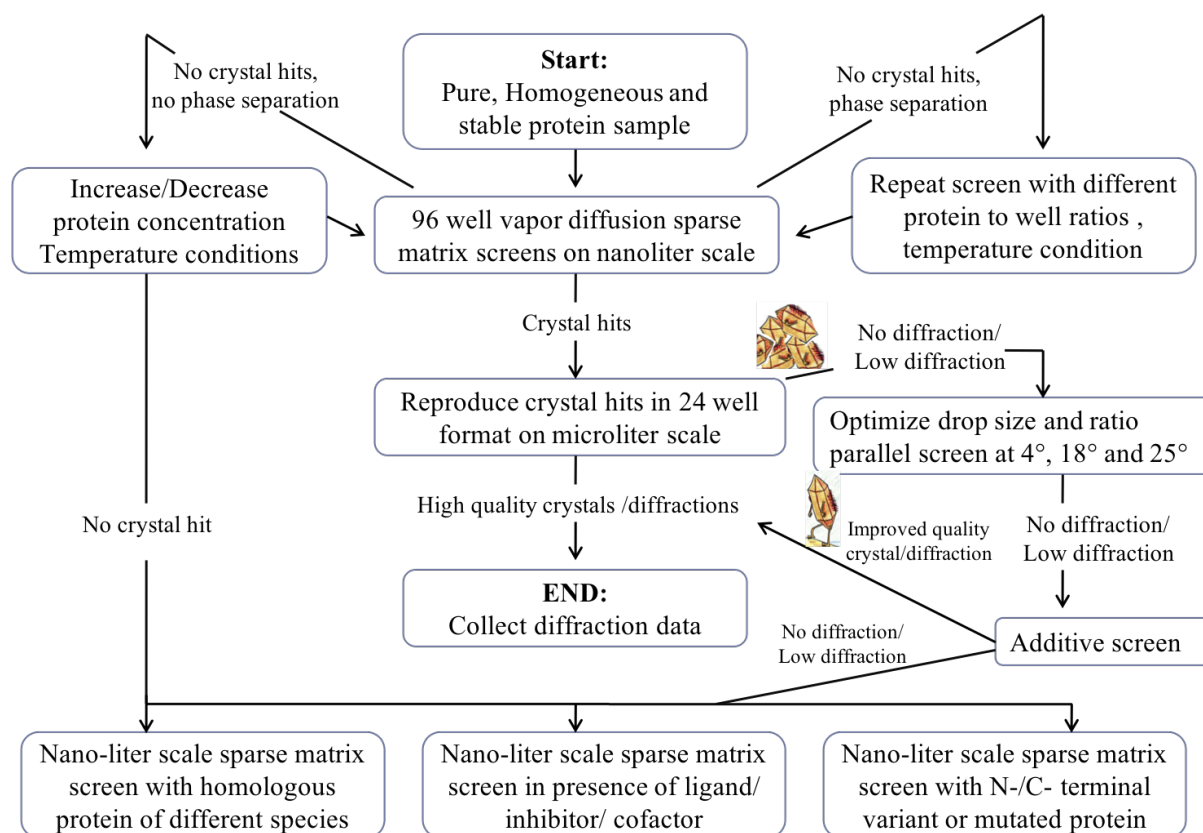 No crystal hits,
no phase separation
Start:
Pure, Homogeneous and
stable protein sample
No crystal hits,
phase separation
Increase/Decrease
protein concentration
Temperature conditions
96 well vapor diffusion sparse
matrix screens on nanoliter scale
Repeat screen with different
protein to well ratios ,
temperature condition
Crystal hits
No diffraction/
Low diffraction
Reproduce crystal hits in 24 well
format on microliter scale
Optimize drop size and ratio
parallel screen at 4°, 18° and 25°
No crystal hit
High quality crystals /diffractions
Improved quality
crystal/diffraction
No diffraction/
Low diffraction
END:
Collect diffraction data
No diffraction/
Low diffraction
Additive screen
Nano-liter scale sparse matrix
screen with homologous
protein of different species
Nano-liter scale sparse matrix
screen in presence of ligand/
inhibitor/ cofactor
Nano-liter scale sparse matrix
screen with N-/C- terminal
variant or mutated protein